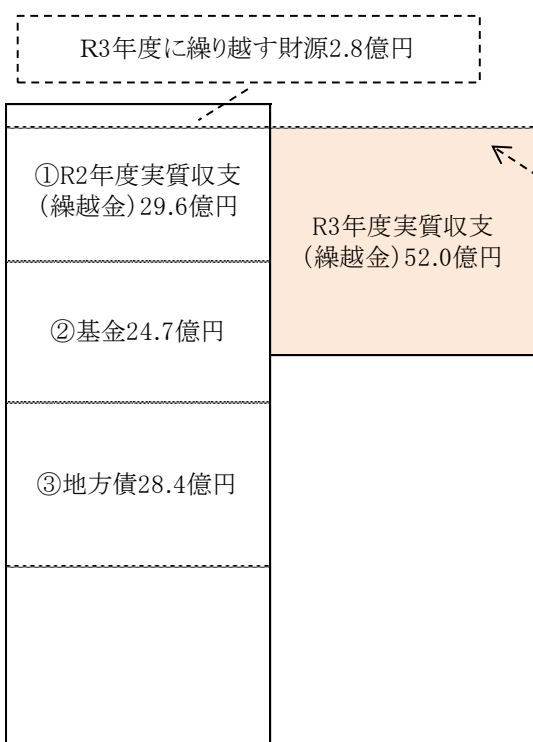 R3年度に繰り越す財源2.8億円
①R2年度実質収支
(繰越金)29.6億円
R3年度実質収支
(繰越金)52.0億円
②基金24.7億円
③地方債28.4億円